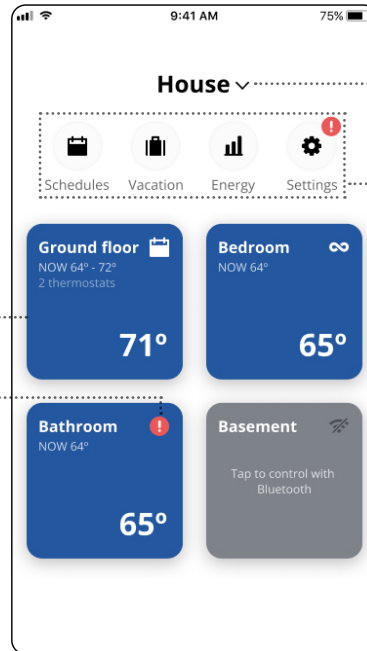 9:41 AM
75%
House
Schedules Vacation Energy Settings
Ground floor
NOW 64° - 72°
2 thermostats
71°
Bedroom
NOW 64°
65°
Bathroom
NOW 64°
65°
Basement
Tap to control with
Bluetooth